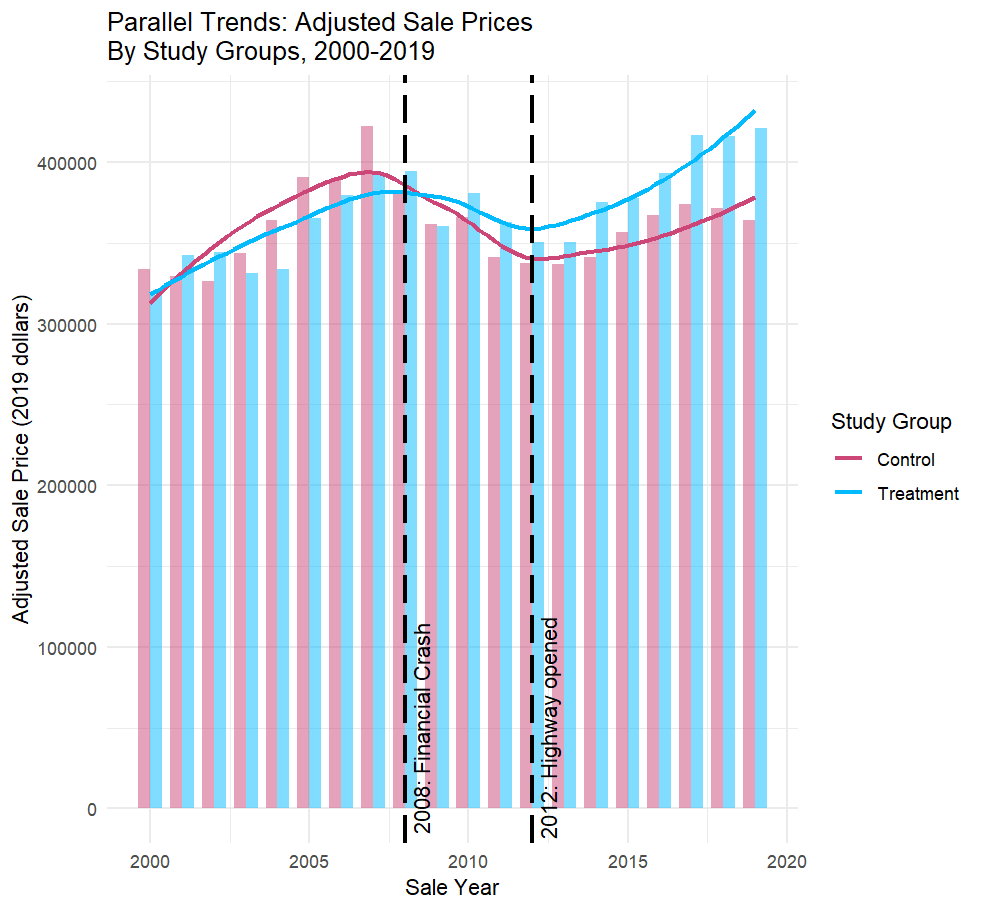 Parallel Trends: Adjusted Sale Prices
By Study Groups, 2000-2019
Adjusted Sale Price (2019 dollars)
400000
300000
200000
100000
0
2008: Financial Crash
2012: Highway opened
2000
2005
2010
2015
2020
Sale Year
Study Group
Control
Treatment